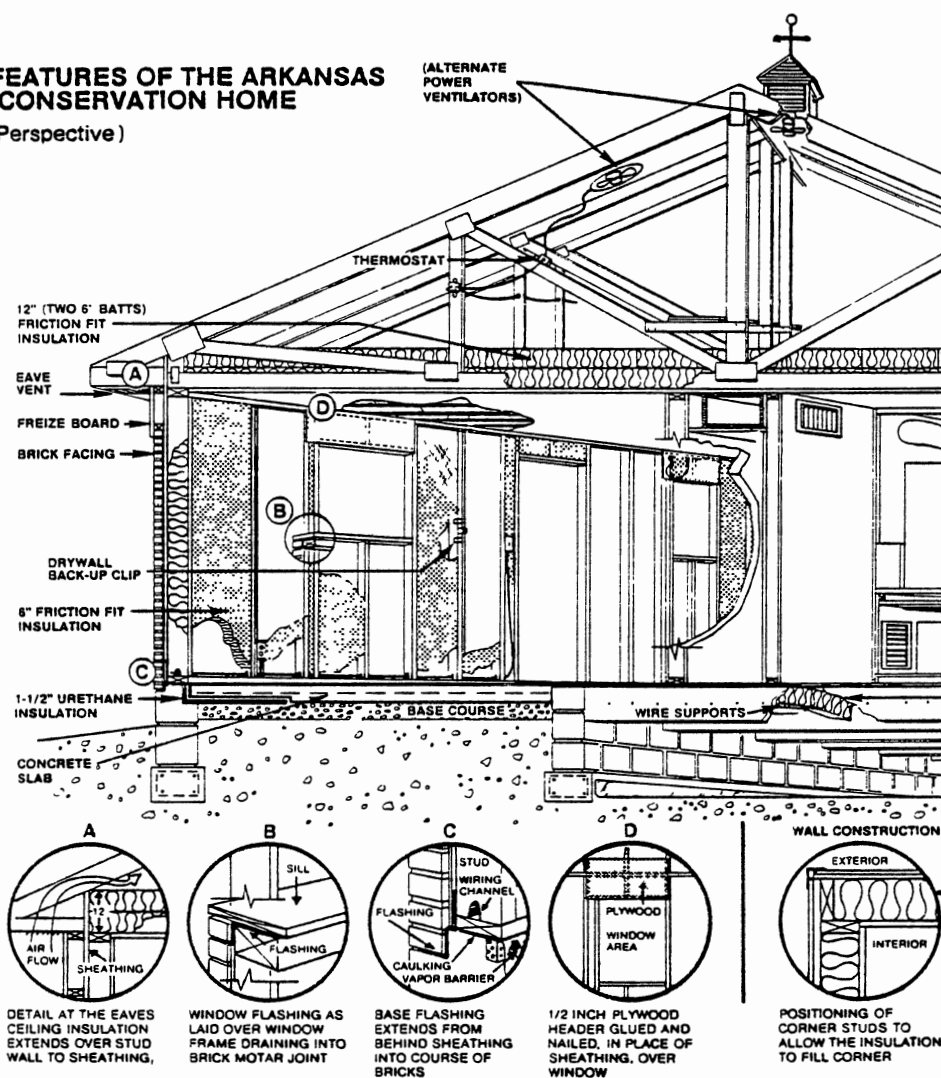 FEATURES OF THE ARKANSAS
CONSERVATION HOME
Perspective)
(ALTERNATE
POWER
VENTILATORS)
THERMOSTAT
12" (TWO 6' BATTS)
FRICTION FIT
INSULATION
EAVE
VENT
FREIZE BOARD
BRICK FACING
A
D
B
DRYWALL
BACK-UP CLIP
6" FRICTION FIT
INSULATION
C
1-1/2" URETHANE
INSULATION
BASE COURSE
WIRE SUPPORTS
CONCRETE
SLAB
A
12
AIR
FLOW
SHEATHING
DETAIL AT THE EAVES
CEILING INSULATION
EXTENDS OVER STUD
WALL TO SHEATHING,
B
SILL
FLASHING
WINDOW FLASHING AS
LAID OVER WINDOW
FRAME DRAINING INTO
BRICK MOTAR JOINT
C
STUD
WIRING
CHANNEL
FLASHING
CAULKING
VAPOR BARRIER
BASE FLASHING
EXTENDS FROM
BEHIND SHEATHING
INTO COURSE OF
BRICKS
D
PLYWOOD
WINDOW
AREA
1/2 INCH PLYWOOD
HEADER GLUED AND
NAILED, IN PLACE OF
SHEATHING, OVER
WINDOW
WALL CONSTRUCTION
EXTERIOR
INTERIOR
POSITIONING OF
CORNER STUDS TO
ALLOW THE INSULATION
TO FILL CORNER